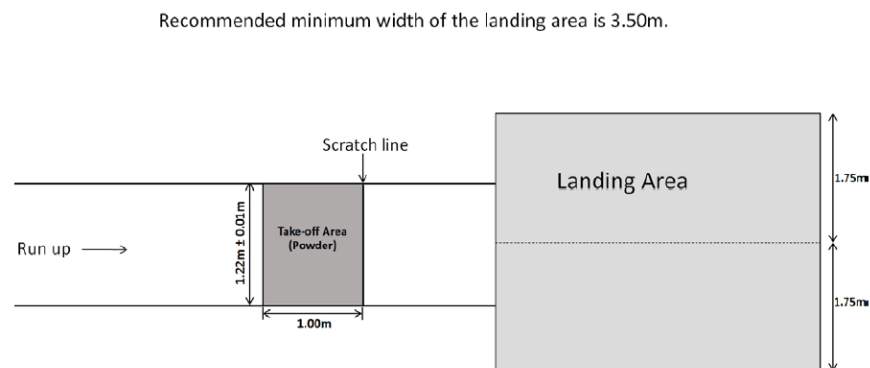 Recommended minimum width of the landing area is 3.50m.
Scratch line
Landing Area
1.75m
Take-off Area
(Powder)
1.22m ± 0.01m
Run up
1.00m
1.75m